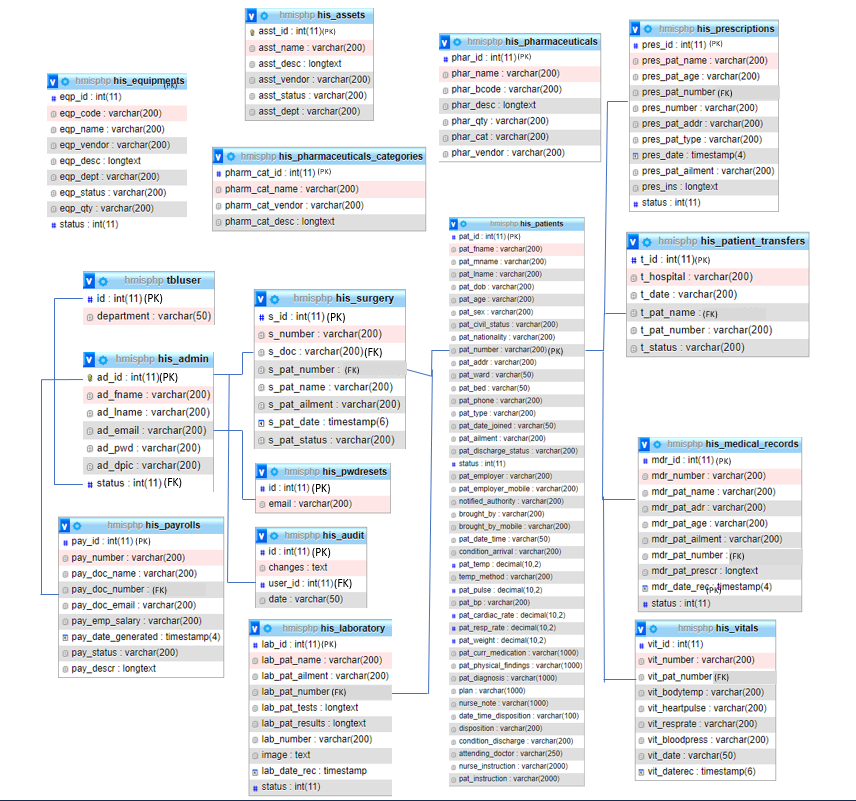 hmisphp his_assets
asst_id : int(11)(PK)
asst_name : varchar(200)
asst_desc : longtext
asst_vendor : varchar(200)
asst_status : varchar(200)
asst_dept : varchar(200)
hmisphp his_pharmaceuticals
phar_id : int(11)(PK)
phar_name : varchar(200)
phar_bcode : varchar(200)
phar_desc : longtext
phar_qty : varchar(200)
phar_cat : varchar(200)
phar_vendor : varchar(200)
hmisphp his_prescriptions
pres_id : int(11) (PK)
pres_pat_name : varchar(200)
pres_pat_age : varchar(200)
pres_pat_number (FK)
pres_number : varchar(200)
pres_pat_addr : varchar(200)
pres_pat_type : varchar(200)
pres_date : timestamp(4)
pres_pat_ailment : varchar(200)
pres_ins : longtext
status : int(11)
hmisphp his_equipments
(PK)
eqp_id : int(11)
eqp_code : varchar(200)
eqp_name : varchar(200)
eqp_vendor : varchar(200)
eqp_desc : longtext
eqp_dept : varchar(200)
eqp_status : varchar(200)
eqp_qty : varchar(200)
status : int(11)
hmisphp his_pharmaceuticals_categories
pharm_cat_id : int(11) (PK)
pharm_cat_name : varchar(200)
pharm_cat_vendor : varchar(200)
pharm_cat_desc : longtext
hmisphp his_patients
pat_id : int(11) (PK)
pat_fname : varchar(200)
pat_mname : varchar(200)
pat_lname : varchar(200)
pat_dob : varchar(200)
pat_age : varchar(200)
pat_sex : varchar(200)
pat_civil_status : varchar(200)
pat_nationality : varchar(200)
pat_number : varchar(200) (PK)
pat_addr : varchar(200)
pat_ward : varchar(50)
pat_bed : varchar(50)
pat_phone : varchar(200)
pat_type : varchar(200)
pat_date_joined : varchar(50)
pat_ailment : varchar(200)
pat_discharge_status : varchar(200)
status : int(11)
pat_employer : varchar(200)
pat_employer_mobile : varchar(200)
notified_authority : varchar(200)
brought_by : varchar(200)
brought_by_mobile : varchar(200)
pat_date_time : varchar(50)
condition_arrival : varchar(200)
pat_temp : decimal(10,2)
temp_method : varchar(200)
pat_pulse : decimal(10,2)
pat_bp : varchar(200)
pat_cardiac_rate : decimal(10,2)
pat_resp_rate : decimal(10,2)
pat_weight : decimal(10,2)
pat_curr_medication : varchar(1000)
pat_physical_findings : varchar(1000)
pat_diagnosis : varchar(1000)
plan : varchar(1000)
nurse_note : varchar(1000)
date_time_disposition : varchar(100)
disposition : varchar(200)
condition_discharge : varchar(200)
attending_doctor : varchar(250)
nurse_instruction : varchar(2000)
pat_instruction : varchar(2000)
hmisphp his_patient_transfers
t_id : int(11)(PK)
t_hospital : varchar(200)
t_date : varchar(200)
t_pat_name : (FK)
t_pat_number : varchar(200)
t_status : varchar(200)
hmisphp tbluser
id : int(11) (PK)
department : varchar(50)
hmisphp his_surgery
s_id : int(11) (PK)
s_number : varchar(200)
s_doc : varchar(200)(FK)
s_pat_number : (FK)
s_pat_name : varchar(200)
s_pat_ailment : varchar(200)
s_pat_date : timestamp(6)
s_pat_status : varchar(200)
hmisphp his_admin
ad_id : int(11)(PK)
ad_fname : varchar(200)
ad_lname : varchar(200)
ad_email : varchar(200)
ad_pwd : varchar(200)
ad_dpic : varchar(200)
status : int(11) (FK)
hmisphp his_medical_records
mdr_id : int(11) (PK)
mdr_number : varchar(200)
mdr_pat_name : varchar(200)
mdr_pat_adr : varchar(200)
mdr_pat_age : varchar(200)
mdr_pat_ailment : varchar(200)
mdr_pat_number : (FK)
mdr_pat_prescr : longtext
mdr_date_rec : timestamp(4)
(PK)
status : int(11)
hmisphp his_pwdresets
id : int(11) (PK)
email : varchar(200)
hmisphp his_payrolls
pay_id : int(11) (PK)
pay_number : varchar(200)
pay_doc_name : varchar(200)
pay_doc_number : (FK)
pay_doc_email : varchar(200)
pay_emp_salary : varchar(200)
pay_date_generated : timestamp(4)
pay_status : varchar(200)
pay_descr : longtext
hmisphp his_audit
id : int(11) (PK)
changes : text
user_id : int(11)(FK)
date : varchar(50)
hmisphp his_laboratory
lab_id : int(11)(PK)
lab_pat_name : varchar(200)
lab_pat_ailment : varchar(200)
lab_pat_number (FK)
lab_pat_tests : longtext
lab_pat_results : longtext
lab_number : varchar(200)
image : text
lab_date_rec : timestamp
status : int(11)
hmisphp his_vitals
vit_id : int(11)
vit_number : varchar(200)
vit_pat_number (FK)
vit_bodytemp : varchar(200)
vit_heartpulse : varchar(200)
vit_resprate : varchar(200)
vit_bloodpress : varchar(200)
vit_date : varchar(50)
vit_daterec : timestamp(6)